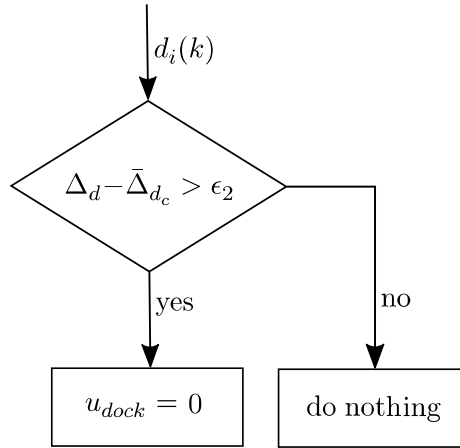 d_i(k)
Δ_d−Δ̄_{d_c} > ϵ_2
yes
no
u_{dock} = 0
do nothing